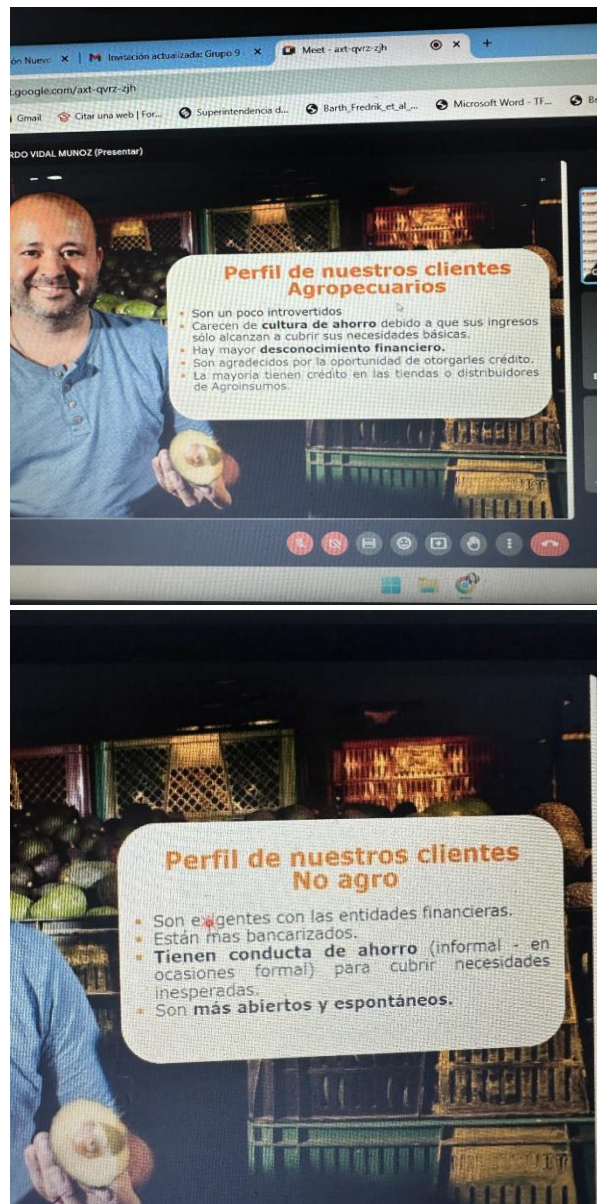 ón Nuevo
Invitación actualizada: Grupo 9
Meet - axt-qvrz-zjh
t.google.com/axt-qvrz-zjh
Gmail
Citar una web | For...
Superintendencia d...
Barth_Fredrik_et_al_...
Microsoft Word - TF...
RDO VIDAL MUNOZ (Presentar)
Perfil de nuestros clientes
Agropecuarios
Son un poco introvertidos
Carecen de cultura de ahorro debido a que sus ingresos
sólo alcanzan a cubrir sus necesidades básicas.
Hay mayor desconocimiento financiero.
Son agradecidos por la oportunidad de otorgarles crédito.
La mayoría tienen crédito en las tiendas o distribuidores
de Agroinsumos.
Perfil de nuestros clientes
No agro
Son exigentes con las entidades financieras.
Están mas bancarizados.
Tienen conducta de ahorro (informal - en
ocasiones formal) para cubrir necesidades
inesperadas.
Son más abiertos y espontáneos.